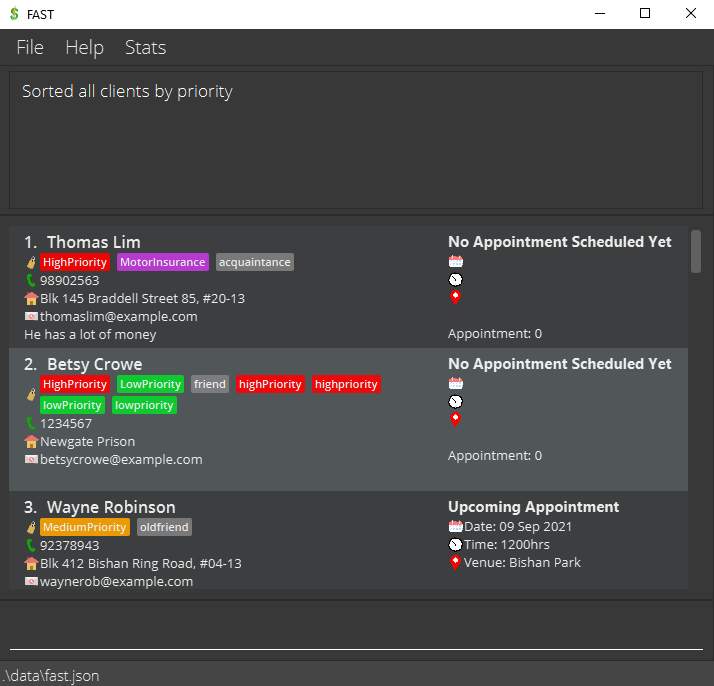 FAST
File Help Stats
Sorted all clients by priority
1. Thomas Lim
HighPriority MotorInsurance acquaintance
98902563
Blk 145 Braddell Street 85, #20-13
thomaslim@example.com
He has a lot of money
No Appointment Scheduled Yet
Appointment: 0
2. Betsy Crowe
HighPriority LowPriority friend highPriority highpriority
lowPriority lowpriority
1234567
Newgate Prison
betsycrowe@example.com
No Appointment Scheduled Yet
Appointment: 0
3. Wayne Robinson
MediumPriority oldfriend
92378943
Blk 412 Bishan Ring Road, #04-13
waynerob@example.com
Upcoming Appointment
Date: 09 Sep 2021
Time: 1200hrs
Venue: Bishan Park
.\data\fast.json